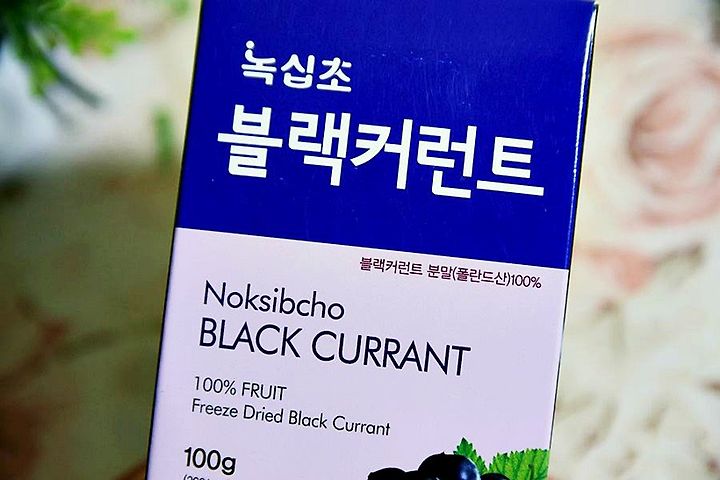 녹십초
블랙커런트
블랙커런트 분말(폴란드산)100%
Noksibcho
BLACK CURRANT
100% FRUIT
Freeze Dried Black Currant
100g